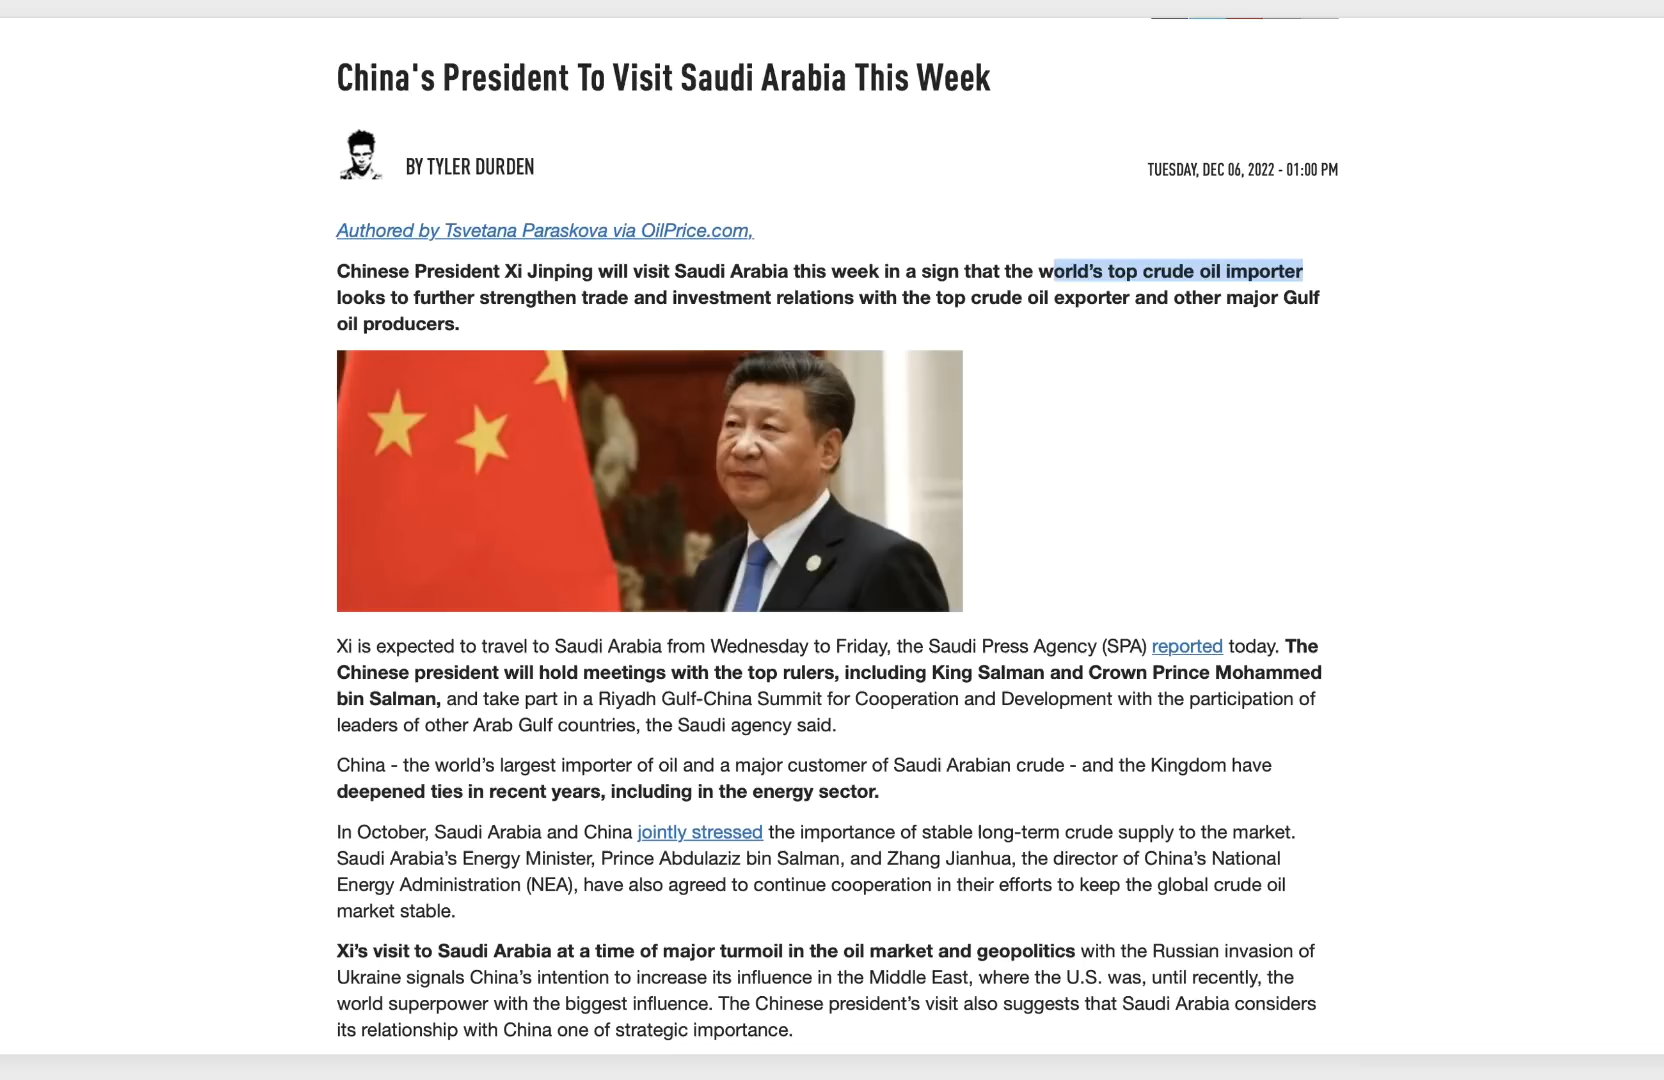 China's President To Visit Saudi Arabia This Week
BY TYLER DURDEN
TUESDAY, DEC 06, 2022 - 01:00 PM
Authored by Tsvetana Paraskova via OilPrice.com,
Chinese President Xi Jinping will visit Saudi Arabia this week in a sign that the world’s top crude oil importer
looks to further strengthen trade and investment relations with the top crude oil exporter and other major Gulf
oil producers.
Xi is expected to travel to Saudi Arabia from Wednesday to Friday, the Saudi Press Agency (SPA) reported today. The
Chinese president will hold meetings with the top rulers, including King Salman and Crown Prince Mohammed
bin Salman, and take part in a Riyadh Gulf-China Summit for Cooperation and Development with the participation of
leaders of other Arab Gulf countries, the Saudi agency said.
China - the world’s largest importer of oil and a major customer of Saudi Arabian crude - and the Kingdom have
deepened ties in recent years, including in the energy sector.
In October, Saudi Arabia and China jointly stressed the importance of stable long-term crude supply to the market.
Saudi Arabia’s Energy Minister, Prince Abdulaziz bin Salman, and Zhang Jianhua, the director of China’s National
Energy Administration (NEA), have also agreed to continue cooperation in their efforts to keep the global crude oil
market stable.
Xi’s visit to Saudi Arabia at a time of major turmoil in the oil market and geopolitics with the Russian invasion of
Ukraine signals China’s intention to increase its influence in the Middle East, where the U.S. was, until recently, the
world superpower with the biggest influence. The Chinese president’s visit also suggests that Saudi Arabia considers
its relationship with China one of strategic importance.